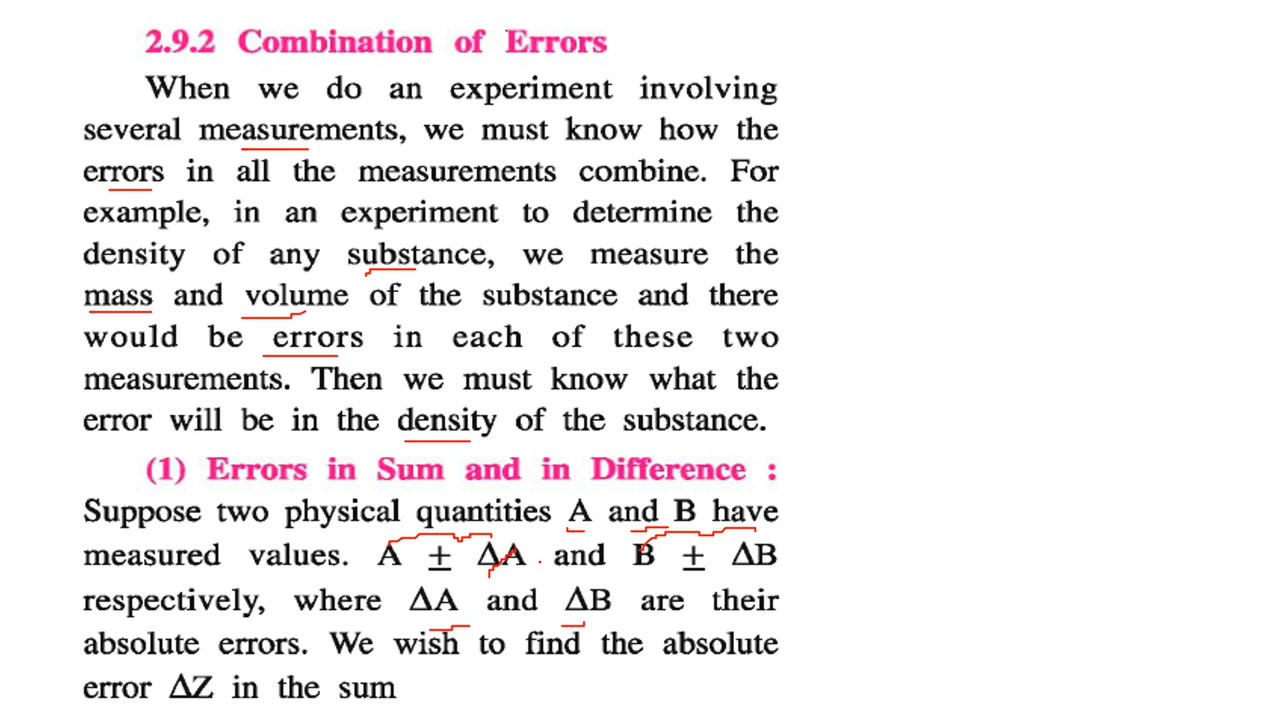 2.9.2 Combination of Errors
When we do an experiment involving
several measurements, we must know how the
errors in all the measurements combine. For
example, in an experiment to determine the
density of any substance, we measure the
mass and volume of the substance and there
would be errors in each of these two
measurements. Then we must know what the
error will be in the density of the substance.
(1) Errors in Sum and in Difference :
Suppose two physical quantities A and B have
measured values. A ± ΔA and B ± ΔB
respectively, where ΔA and ΔB are their
absolute errors. We wish to find the absolute
error ΔZ in the sum